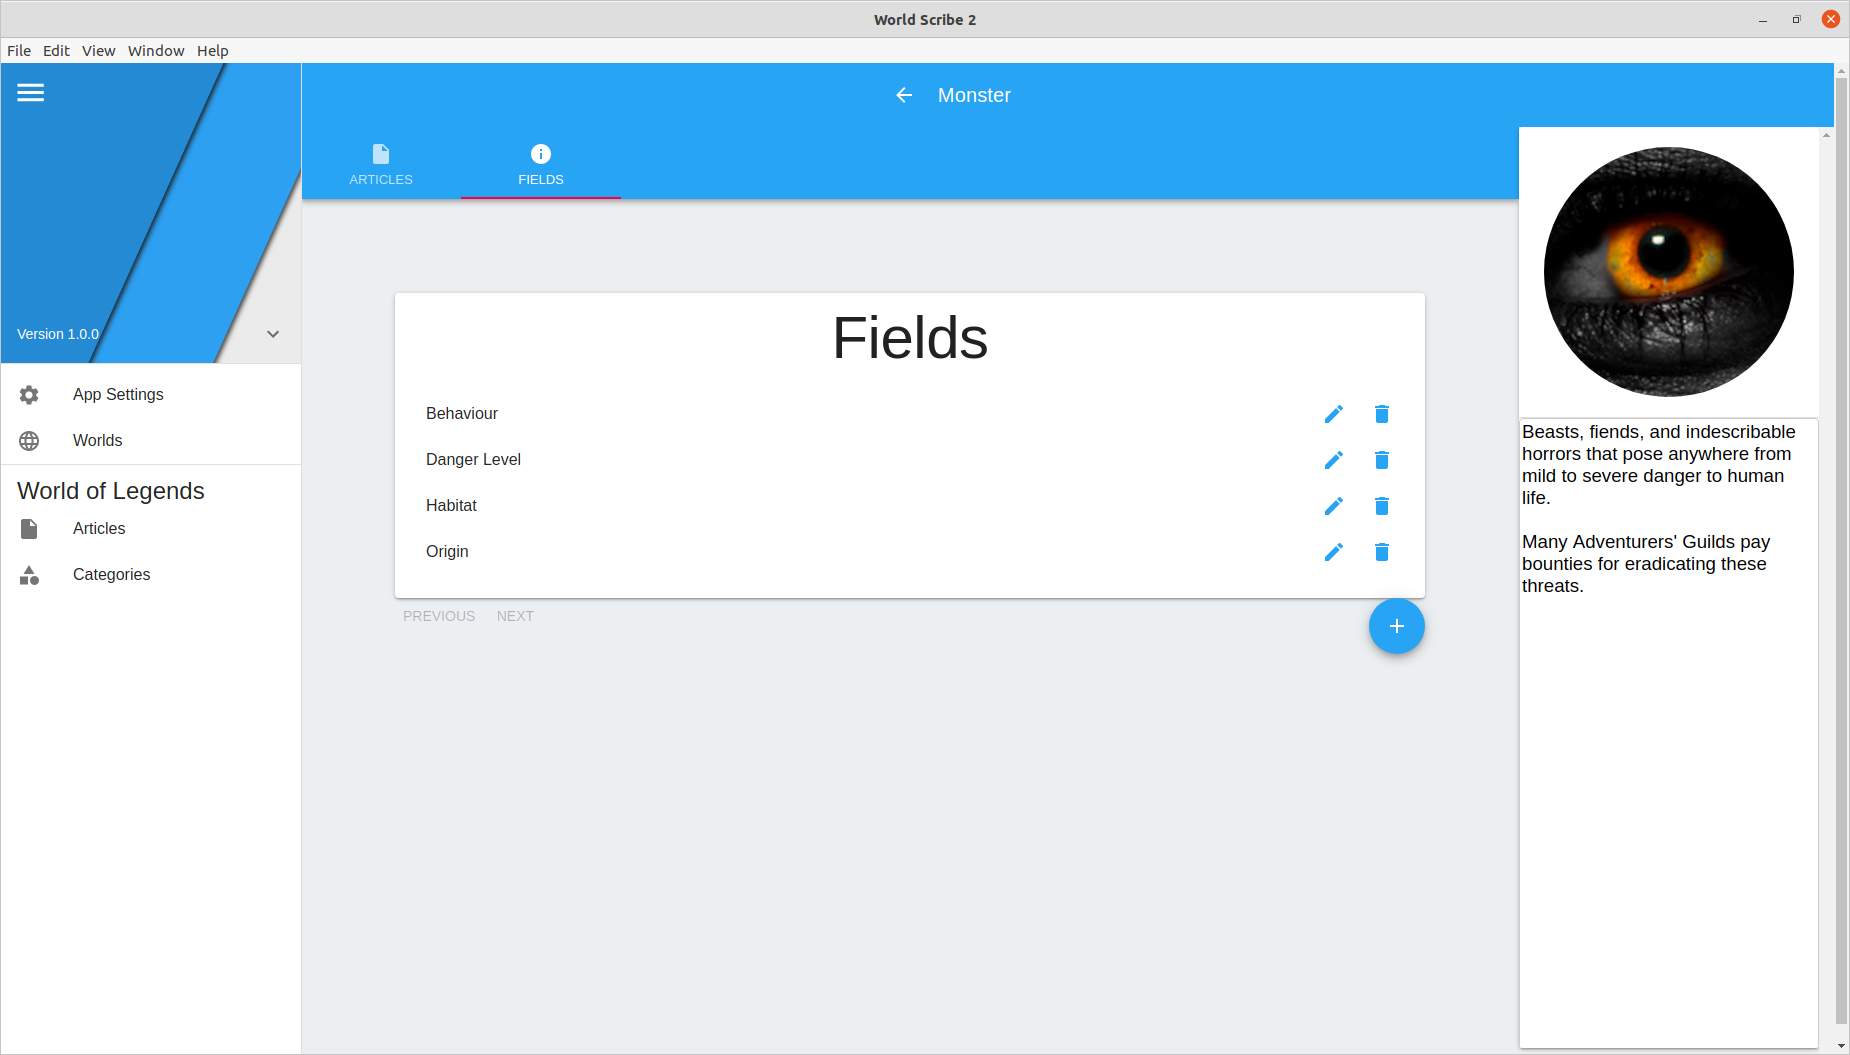 World Scribe 2
File Edit View Window Help
Monster
ARTICLES
FIELDS
Version 1.0.0
App Settings
Worlds
World of Legends
Articles
Categories
Fields
Behaviour
Danger Level
Habitat
Origin
PREVIOUS NEXT
Beasts, fiends, and indescribable
horrors that pose anywhere from
mild to severe danger to human
life.
Many Adventurers' Guilds pay
bounties for eradicating these
threats.